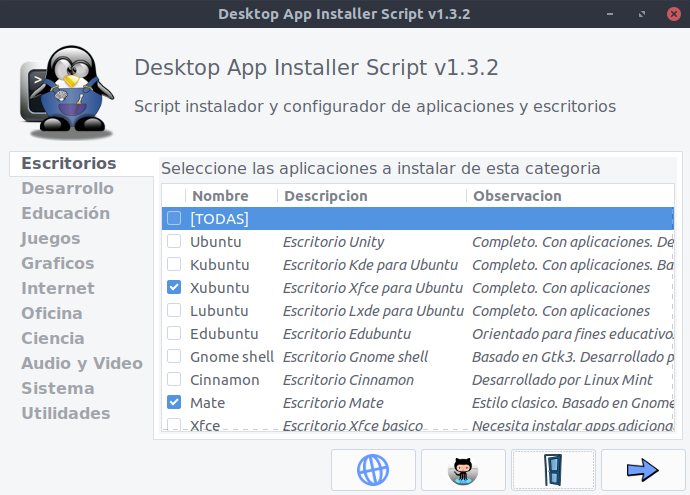 Desktop App Installer Script v1.3.2
Desktop App Installer Script v1.3.2
Script instalador y configurador de aplicaciones y escritorios
Escritorios
Desarrollo
Educación
Juegos
Graficos
Internet
Oficina
Ciencia
Audio y Video
Sistema
Utilidades
Seleccione las aplicaciones a instalar de esta categoria
Nombre Descripcion Observacion
[TODAS]
Ubuntu Escritorio Unity Completo. Con aplicaciones. De
Kubuntu Escritorio Kde para Ubuntu Completo. Con aplicaciones. Ba
Xubuntu Escritorio Xfce para Ubuntu Completo. Con aplicaciones
Lubuntu Escritorio Lxde para Ubuntu Completo. Con aplicaciones
Edubuntu Escritorio Edubuntu Orientado para fines educativo
Gnome shell Escritorio Gnome shell Basado en Gtk3. Desarrollado p
Cinnamon Escritorio Cinnamon Desarrollado por Linux Mint
Mate Escritorio Mate Estilo clasico. Basado en Gnome
Xfce Escritorio Xfce basico Necesita instalar apps adiciona